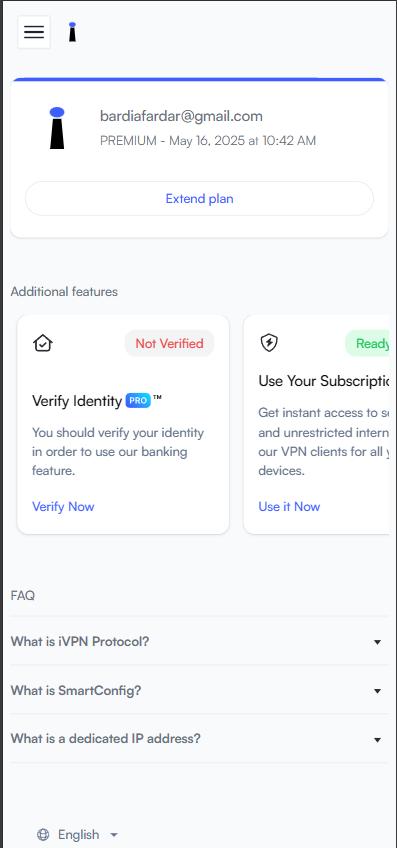 bardiafardar@gmail.com
PREMIUM - May 16, 2025 at 10:42 AM
Extend plan
Additional features
Not Verified
Verify Identity PRO ™
You should verify your identity
in order to use our banking
feature.
Verify Now
Ready
Use Your Subscriptio
Get instant access to se
and unrestricted intern
our VPN clients for all y
devices.
Use it Now
FAQ
What is iVPN Protocol?
What is SmartConfig?
What is a dedicated IP address?
English